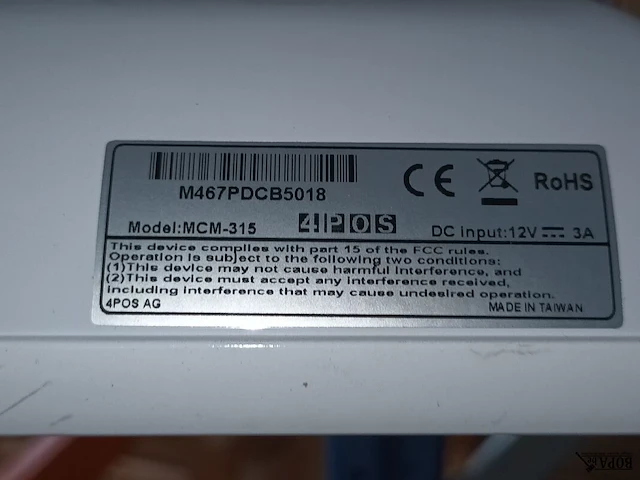 M467PDCB5018
CE
RoHS
Model:MCM-315
4POS
DC input:12V 3A
This device complies with part 15 of the FCC rules.
Operation is subject to the following two conditions:
(1)This device may not cause harmful interference, and
(2)This device must accept any interference received,
including interference that may cause undesired operation.
4POS AG
MADE IN TAIWAN